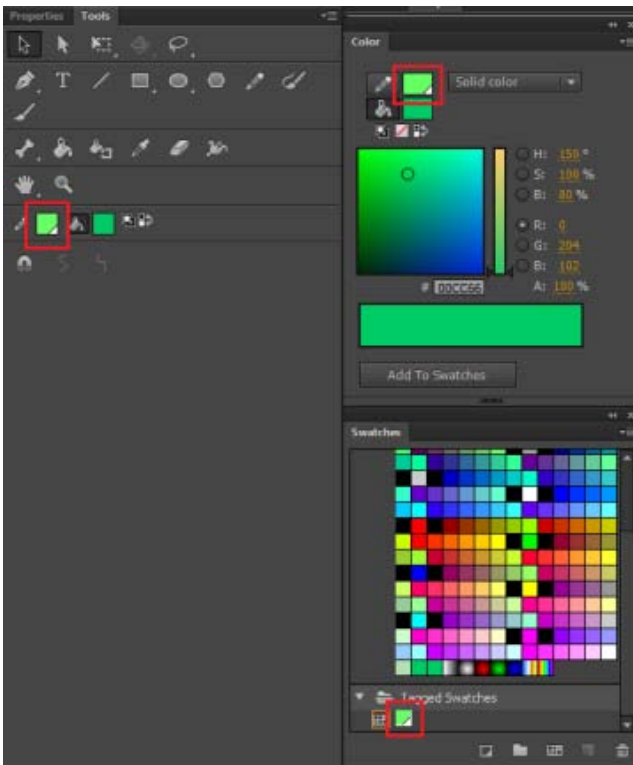 Properties Tools
T
Color
Solid color
H: 150 °
S: 100 %
B: 80 %
R: 0
G: 204
B: 102
# 00CC66
A: 100 %
Add To Swatches
Swatches
Tagged Swatches